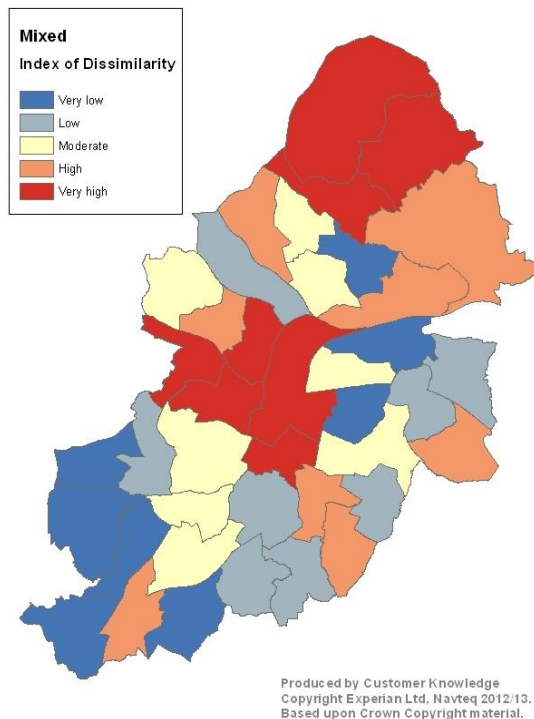 Mixed
Index of Dissimilarity
Very low
Low
Moderate
High
Very high
Produced by Customer Knowledge
Copyright Experian Ltd, Navteq 2012/13.
Based upon Crown Copyright material.